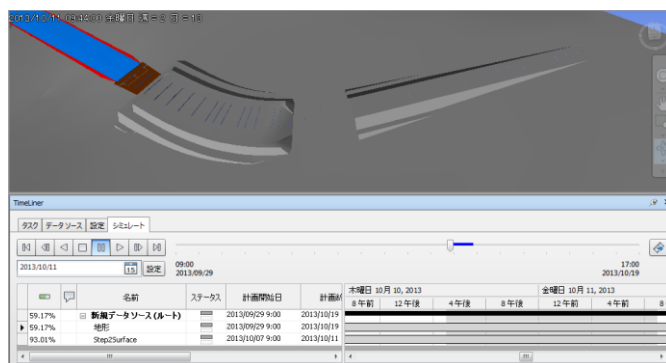 TimeLiner
タスク データソース 設定 シミュレート
09:00
2013/09/29
17:00
2013/10/19
2013/10/11 15 設定
木曜日 10月 10, 2013 金曜日 10月 11, 2013
名前 ステータス 計画開始日
8 午前 12 午後 4 午後 8 午後 12 午前 4 午前 8
59.17% 新規データソース (ルート) 2013/09/29 9:00 2013/10/19
59.17% 地形 2013/09/29 9:00 2013/10/19
93.01% Step2Surface 2013/10/07 9:00 2013/10/11